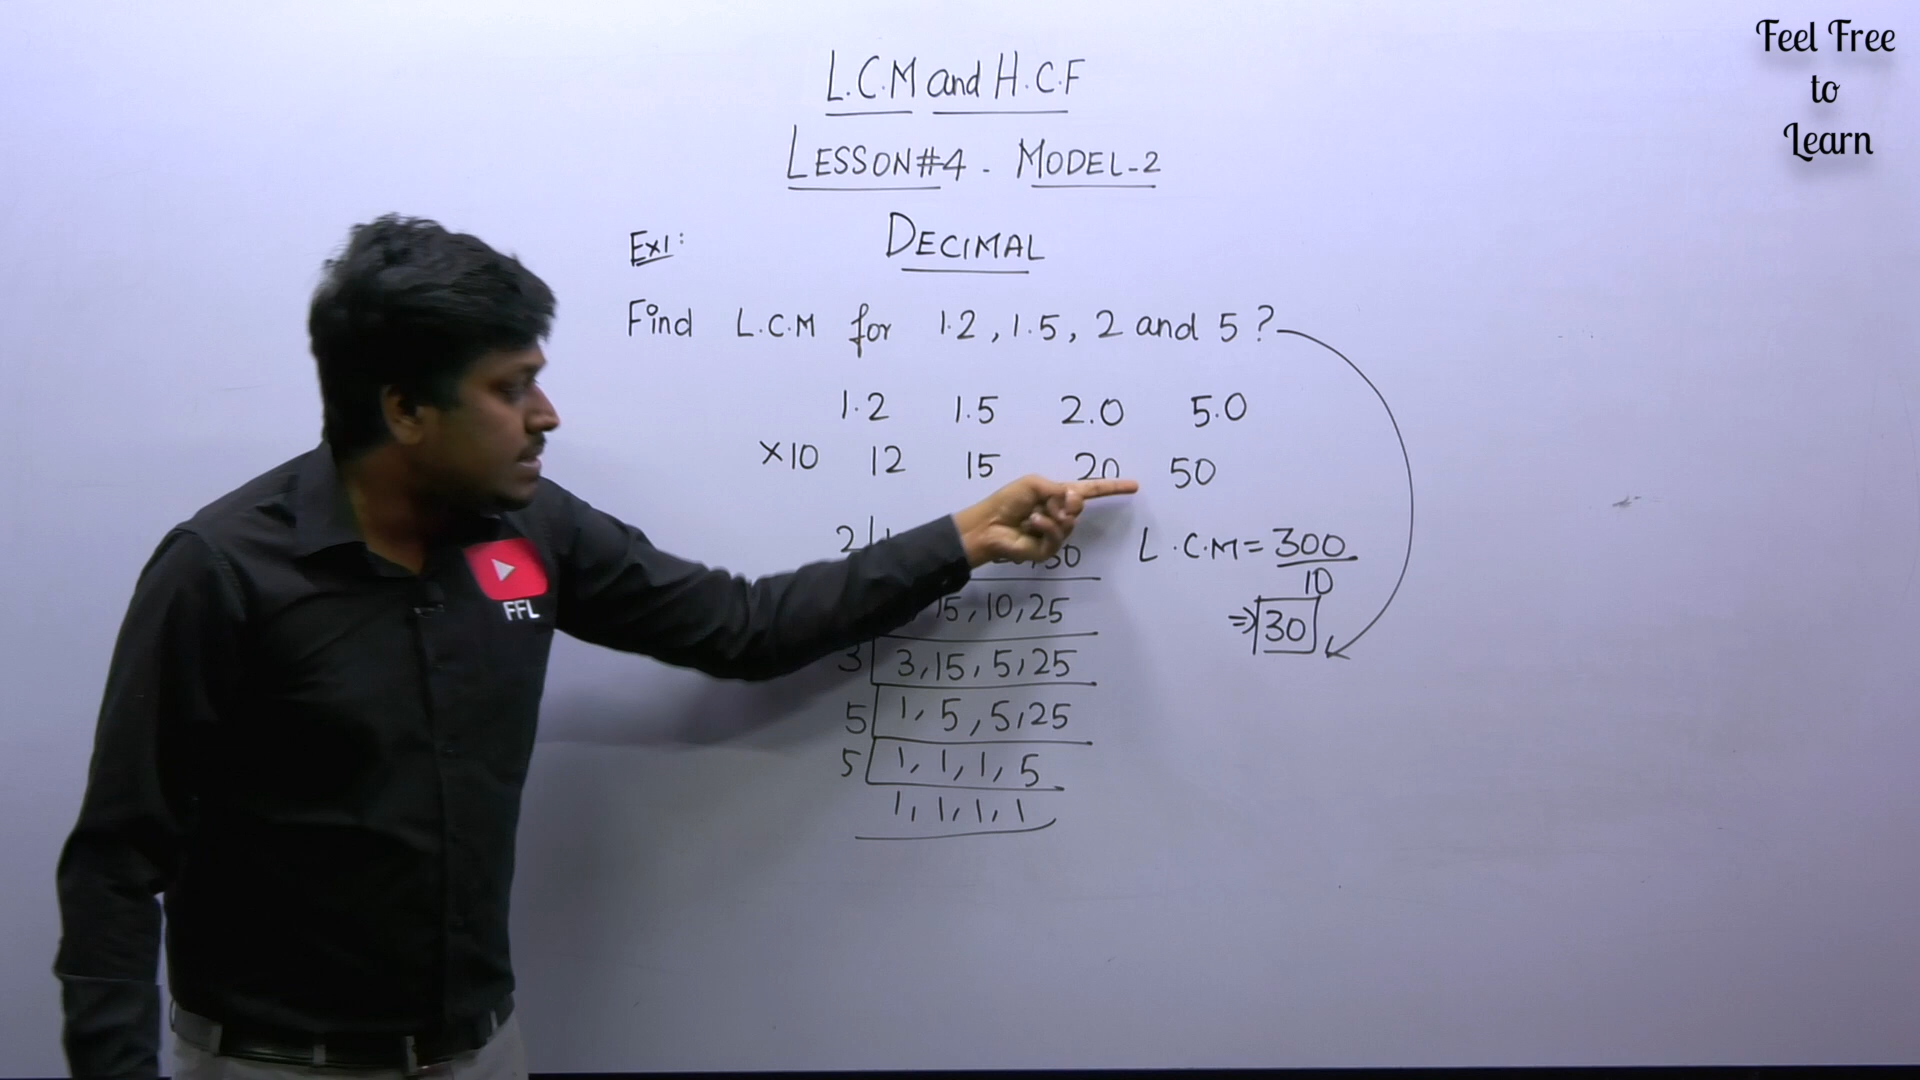 Feel Free
to
Learn
L.C.M and H.C.F
LESSON#4 - MODEL-2
Ex1:
DECIMAL
Find L.C.M for 1.2, 1.5, 2 and 5?
1.2 1.5 2.0 5.0
×10 12 15 20 50
2
15, 10, 25
3 3, 15, 5, 25
5 1, 5, 5, 25
5 1, 1, 1, 5
1, 1, 1, 1
L.C.M = 300
10
⇒ 30
FFL